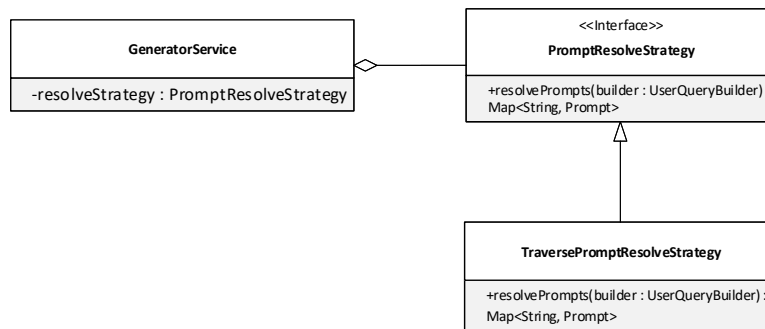 GeneratorService
-resolveStrategy : PromptResolveStrategy
<<Interface>>
PromptResolveStrategy
+resolvePrompts(builder : UserQueryBuilder)
Map<String, Prompt>
TraversePromptResolveStrategy
+resolvePrompts(builder : UserQueryBuilder) :
Map<String, Prompt>